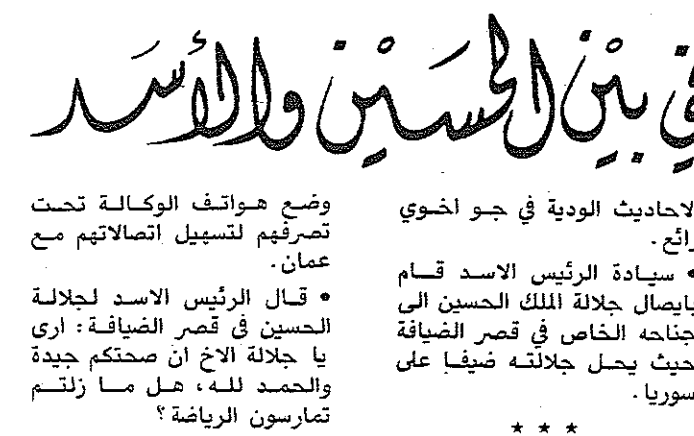 في بين الحسين والأسد
الاحاديث الودية في جو اخوي
رائع.
• سيادة الرئيس الاسد قام
بايصال جلالة الملك الحسين الى
جناحه الخاص في قصر الضيافة
حيث يحل جلالته ضيفا على
سوريا.
* * *
وضع هواتف الوكالة تحت
تصرفهم لتسهيل اتصالاتهم مع
عمان.
• قال الرئيس الاسد لجلالة
الحسين في قصر الضيافة: ارى
يا جلالة الاخ ان صحتكم جيدة
والحمد لله، هل ما زلتم
تمارسون الرياضة؟